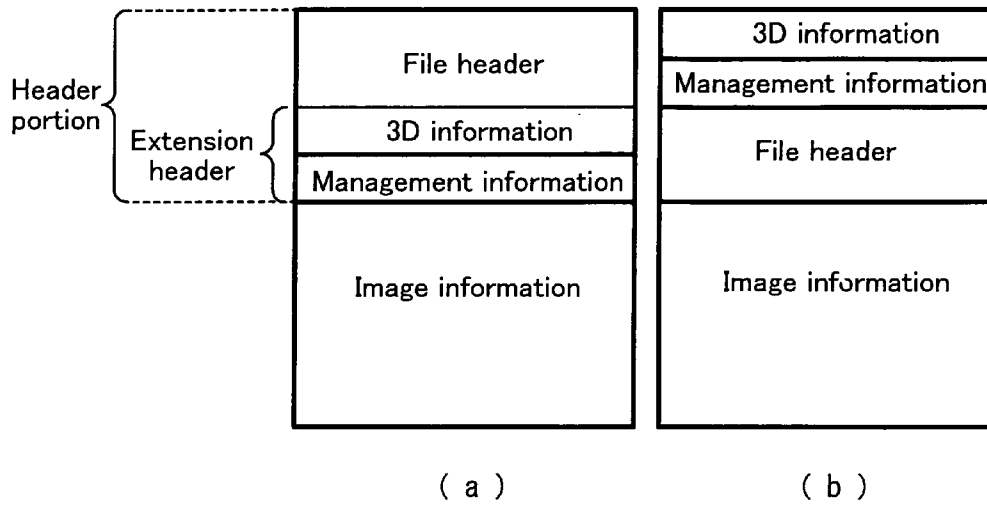 Header
portion
Extension
header
File header
3D information
Management information
Image information
( a )
3D information
Management information
File header
Image information
( b )